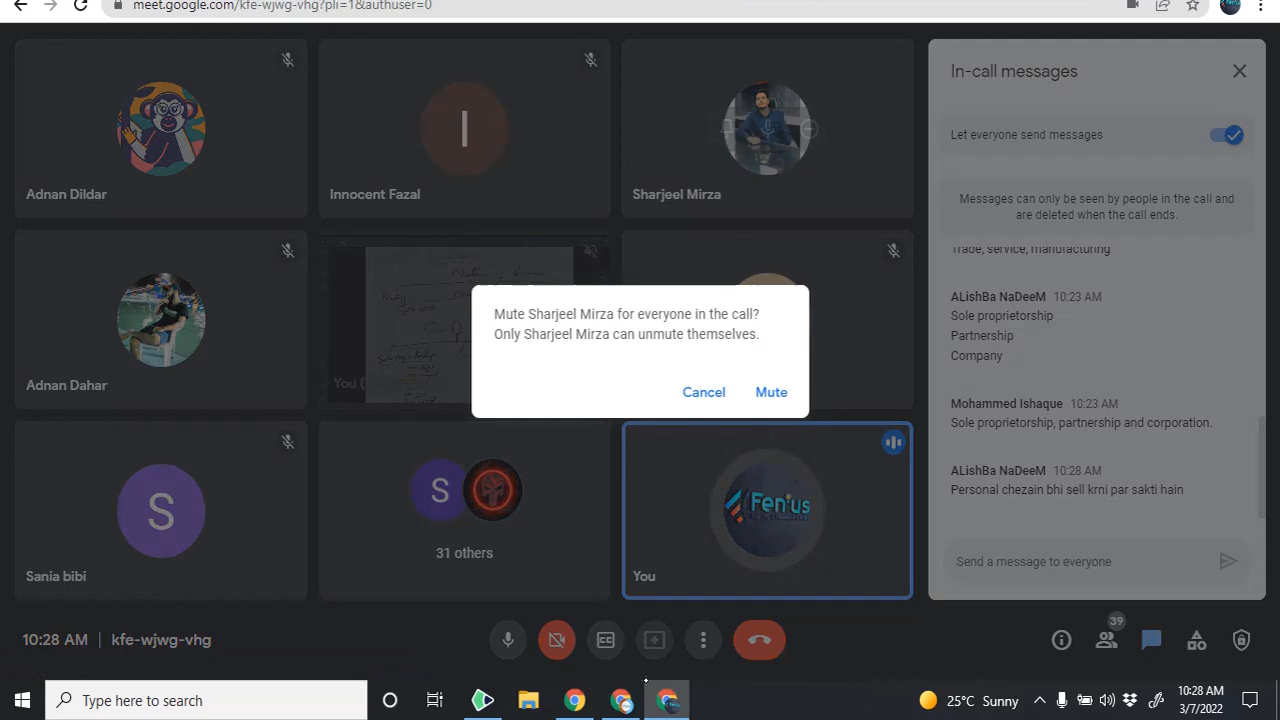 meet.google.com/kfe-wjwg-vhg?pli=1&authuser=0
Adnan Dildar
I
Innocent Fazal
Sharjeel Mirza
Adnan Dahar
You (
S
Sania bibi
S
31 others
Fenius
You
Mute Sharjeel Mirza for everyone in the call?
Only Sharjeel Mirza can unmute themselves.
Cancel
Mute
In-call messages
Let everyone send messages
Messages can only be seen by people in the call and
are deleted when the call ends.
Trade, service, manufacturing
ALishBa NaDeeM 10:23 AM
Sole propriotorship
Partnership
Company
Mohammed Ishaque 10:23 AM
Sole propritorship, partnership and corporation.
ALishBa NaDeeM 10:28 AM
Personal chezain bhi sell krni par sakti hain
Send a message to everyone
10:28 AM | kfe-wjwg-vhg
CC
39
Type here to search
25°C Sunny
10:28 AM
3/7/2022